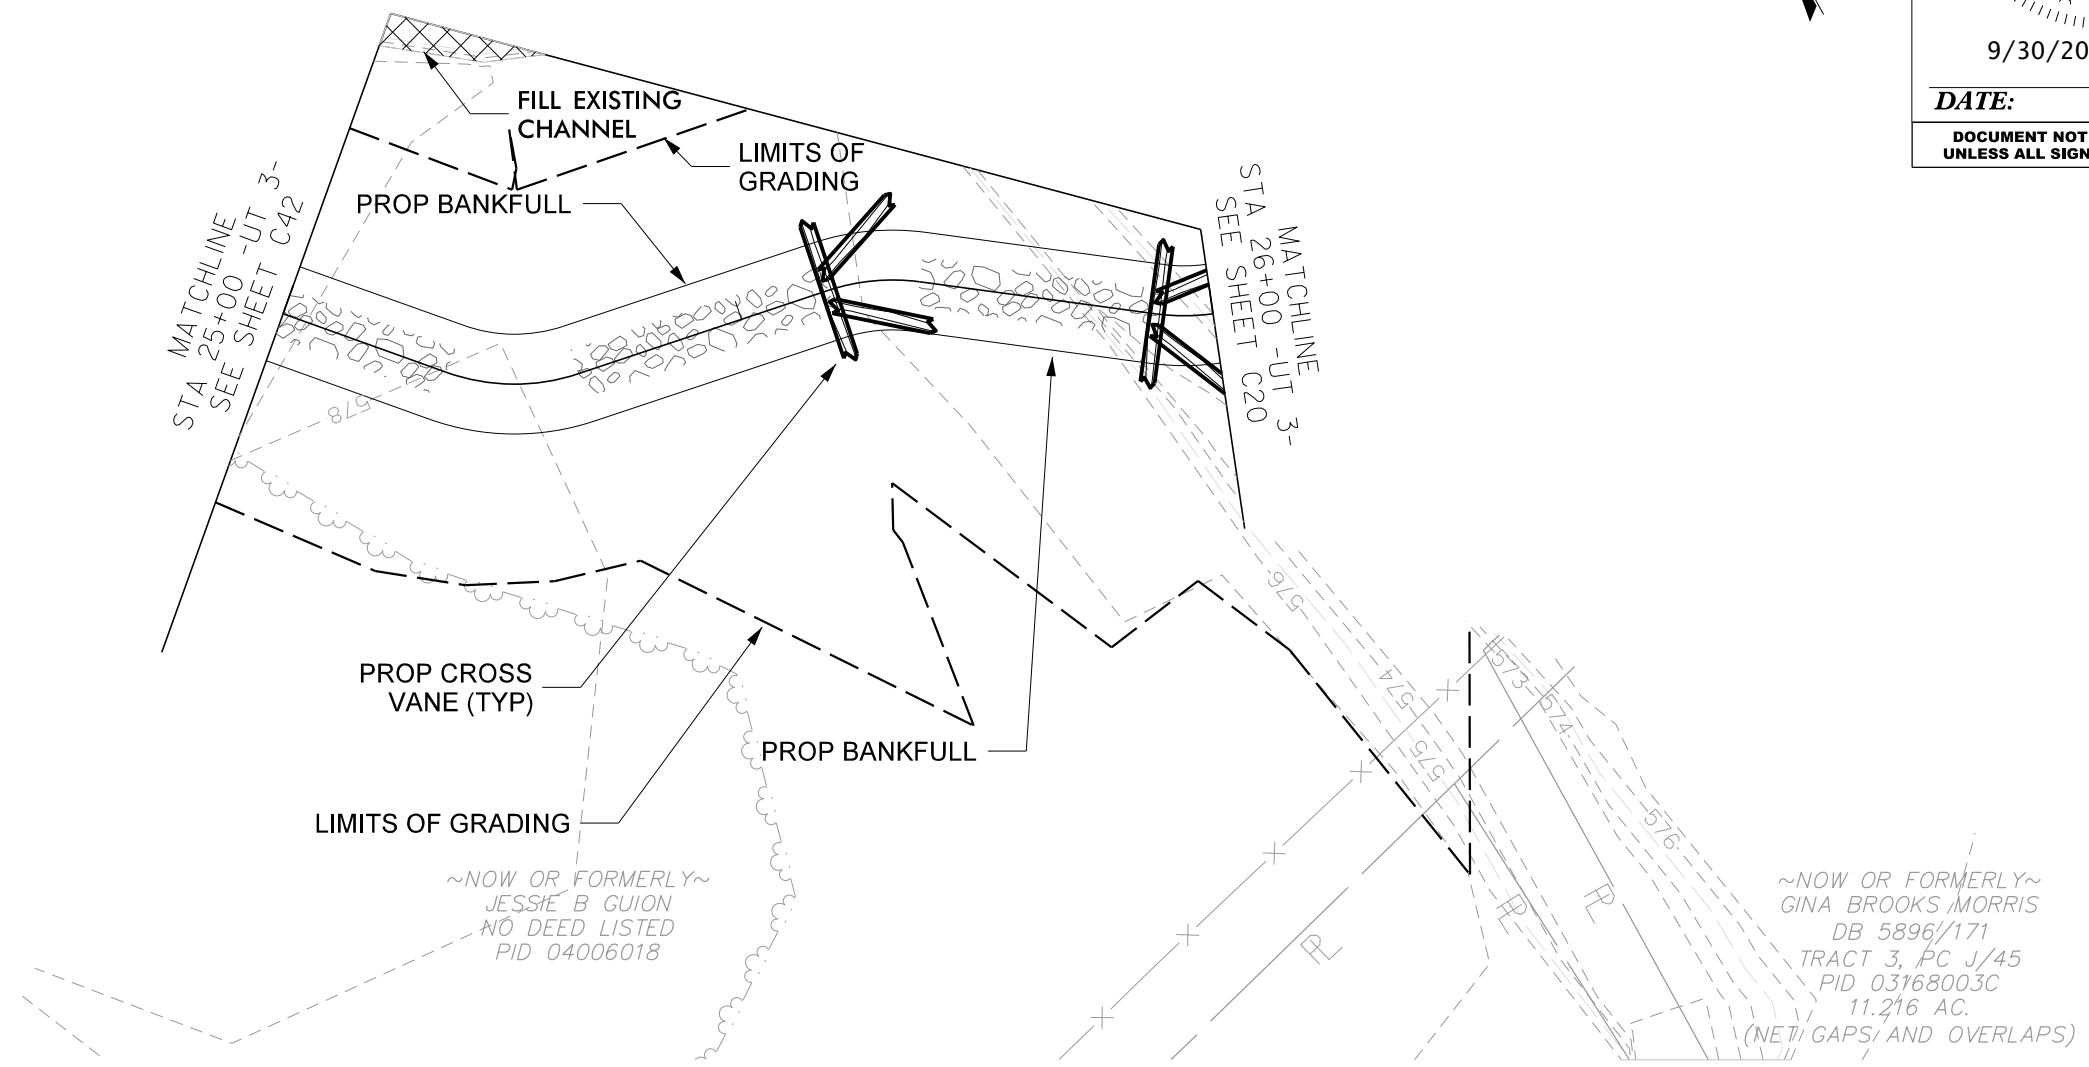 9/30/20
DATE:
DOCUMENT NOT
UNLESS ALL SIGN
FILL EXISTING
CHANNEL
LIMITS OF
GRADING
PROP BANKFULL
MATCHLINE
STA 25+00 -UT 3-
SEE SHEET C42
MATCHLINE
STA 26+00 -UT 3-
SEE SHEET C20
578
576
PROP CROSS
VANE (TYP)
PROP BANKFULL
LIMITS OF GRADING
573
574
574
575
576
PL
PL
PL
~NOW OR FORMERLY~
JESSIE B GUION
NO DEED LISTED
PID 04006018
~NOW OR FORMERLY~
GINA BROOKS MORRIS
DB 5896/171
TRACT 3, PC J/45
PID 03168003C
11.216 AC.
(NET GAPS AND OVERLAPS)